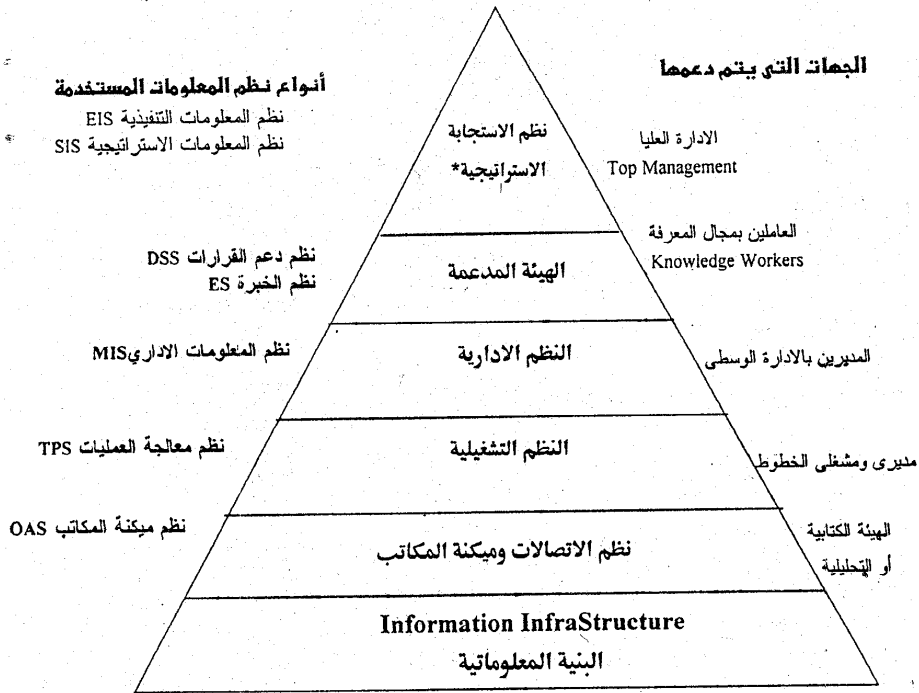 الجهات التى يتم دعمها
أنواع نظم المعلومات المستخدمة
نظم المعلومات التنفيذية EIS
نظم المعلومات الاستراتيجية SIS
نظم الاستجابة
الاستراتيجية*
الادارة العليا
Top Management
العاملين بمجال المعرفة
Knowledge Workers
الهيئة المدعمة
نظم دعم القرارات DSS
نظم الخبرة ES
المديرين بالادارة الوسطى
النظم الادارية
نظم المعلومات الاداريMIS
مديرى ومشغلى الخطوط
النظم التشغيلية
نظم معالجة العمليات TPS
الهيئة الكتابية
أو التحليلية
نظم الاتصالات وميكنة المكاتب
نظم ميكنة المكاتب OAS
Information InfraStructure
البنية المعلوماتية